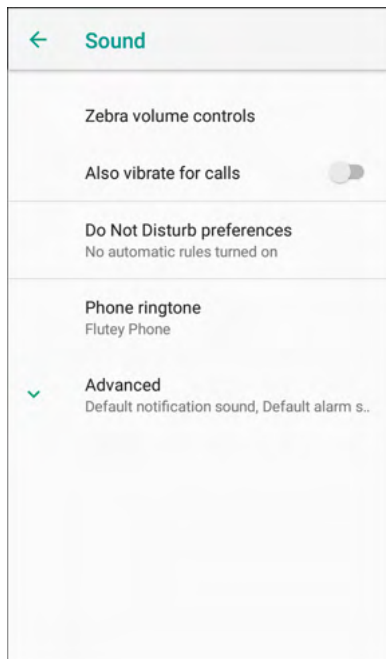 Sound
Zebra volume controls
Also vibrate for calls
Do Not Disturb preferences
No automatic rules turned on
Phone ringtone
Flutey Phone
Advanced
Default notification sound, Default alarm s..